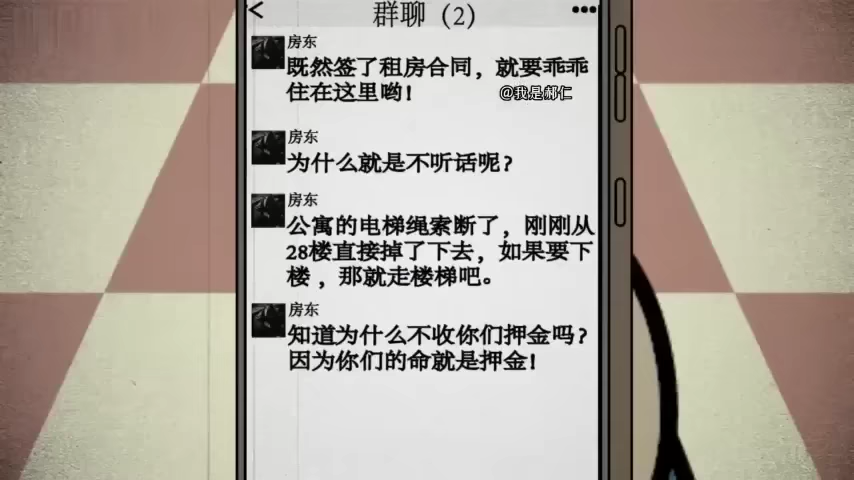 群聊（2）
房东
既然签了租房合同，就要乖乖
住在这里哟！
@我是郝仁
房东
为什么就是不听话呢？
房东
公寓的电梯绳索断了，刚刚从
28楼直接掉了下去，如果要下
楼，那就走楼梯吧。
房东
知道为什么不收你们押金吗？
因为你们的命就是押金！